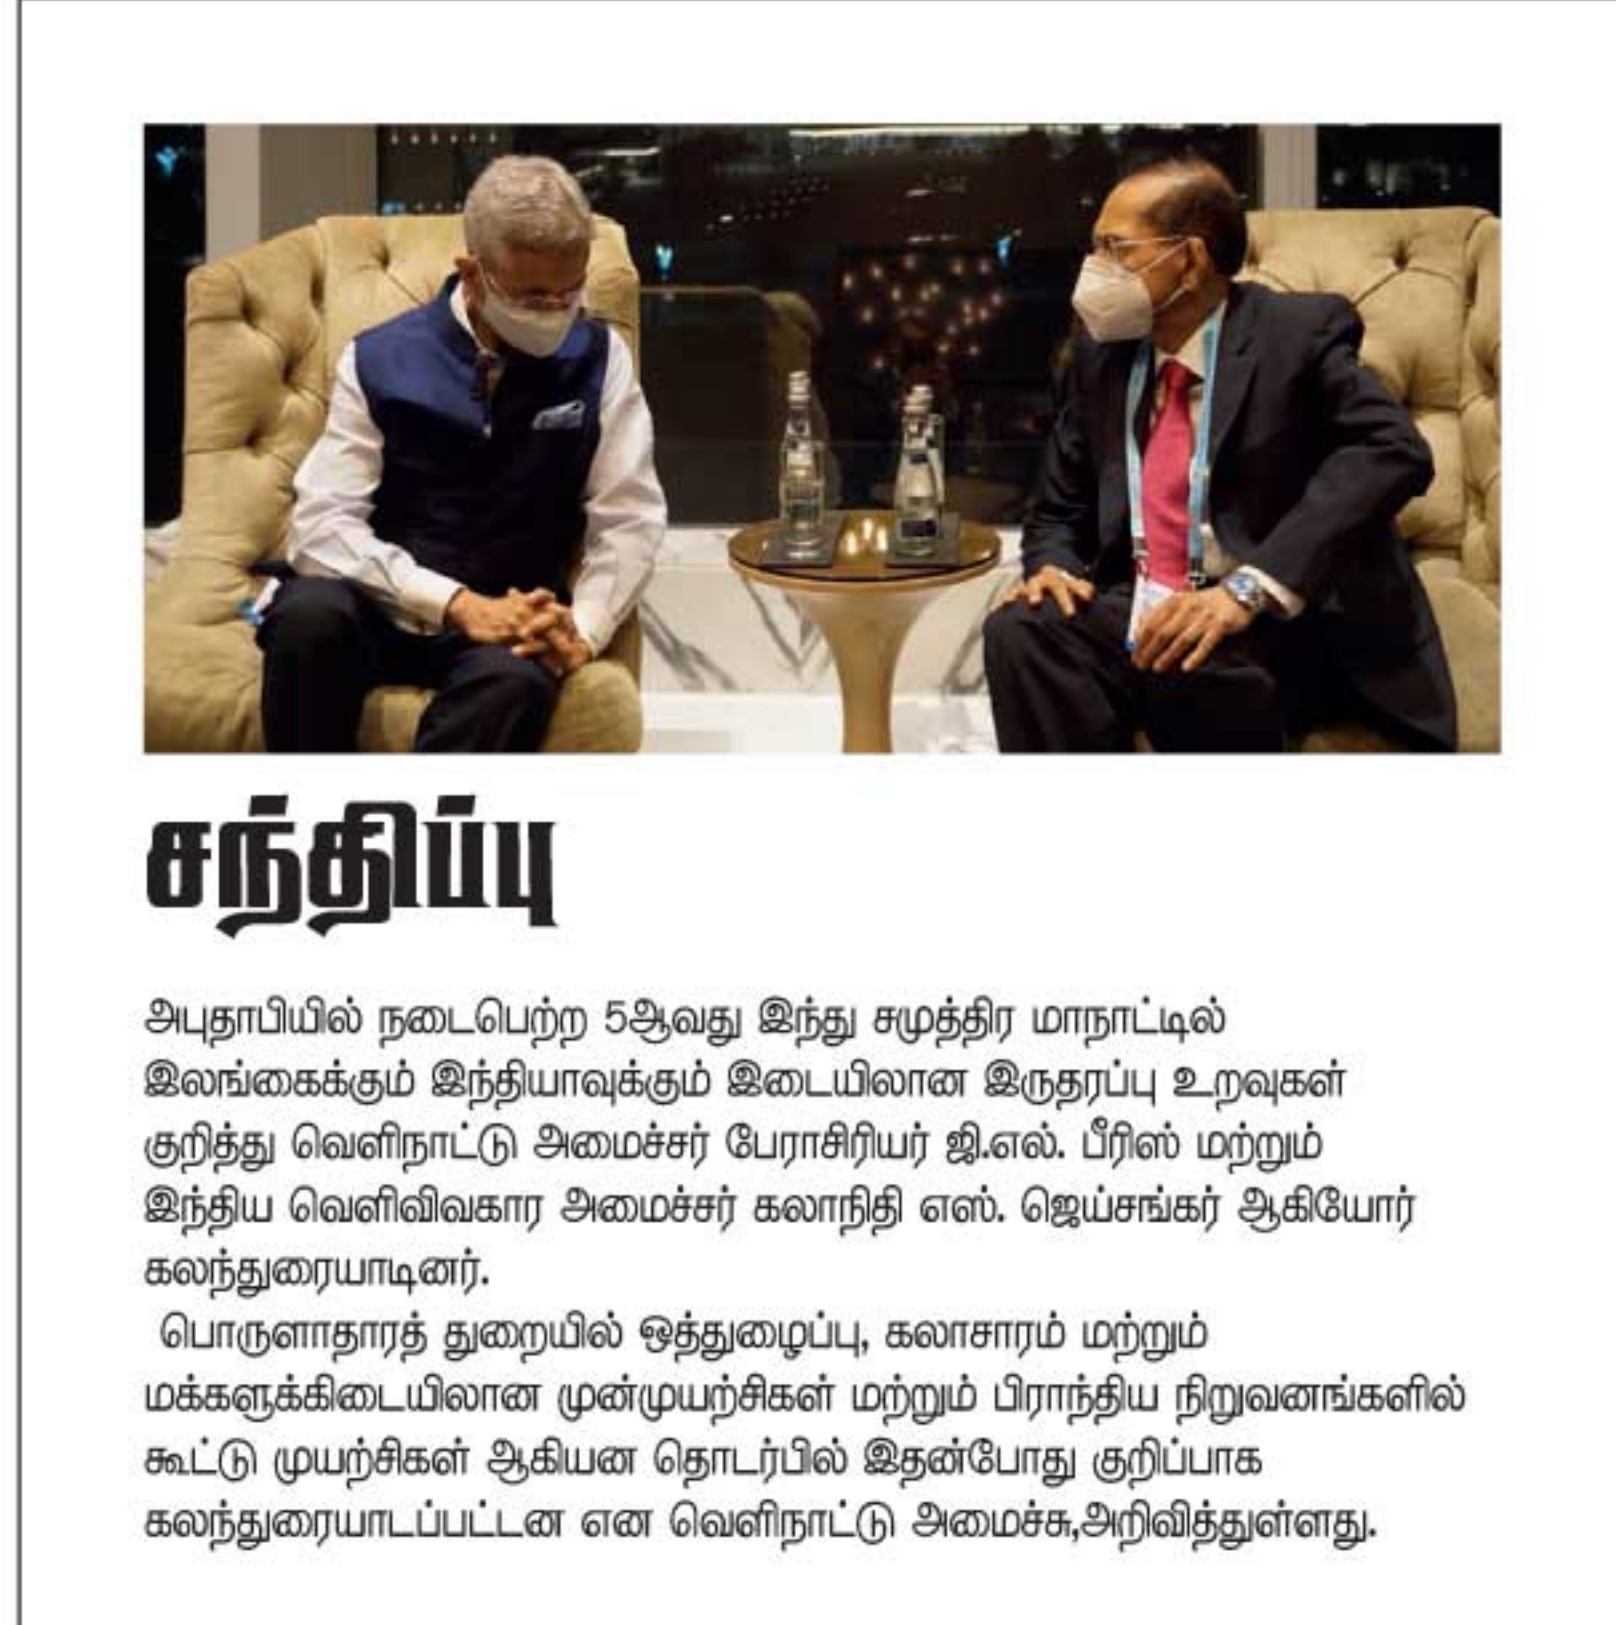 சந்திப்பு
அபுதாபியில் நடைபெற்ற 5ஆவது இந்து சமுத்திர மாநாட்டில்
இலங்கைக்கும் இந்தியாவுக்கும் இடையிலான இருதரப்பு உறவுகள்
குறித்து வெளிநாட்டு அமைச்சர் பேராசிரியர் ஜி.எல். பீரிஸ் மற்றும்
இந்திய வெளிவிவகார அமைச்சர் கலாநிதி எஸ். ஜெய்சங்கர் ஆகியோர்
கலந்துரையாடினர்.
பொருளாதாரத் துறையில் ஒத்துழைப்பு, கலாசாரம் மற்றும்
மக்களுக்கிடையிலான முன்முயற்சிகள் மற்றும் பிராந்திய நிறுவனங்களில்
கூட்டு முயற்சிகள் ஆகியன தொடர்பில் இதன்போது குறிப்பாக
கலந்துரையாடப்பட்டன என வெளிநாட்டு அமைச்சு,அறிவித்துள்ளது.